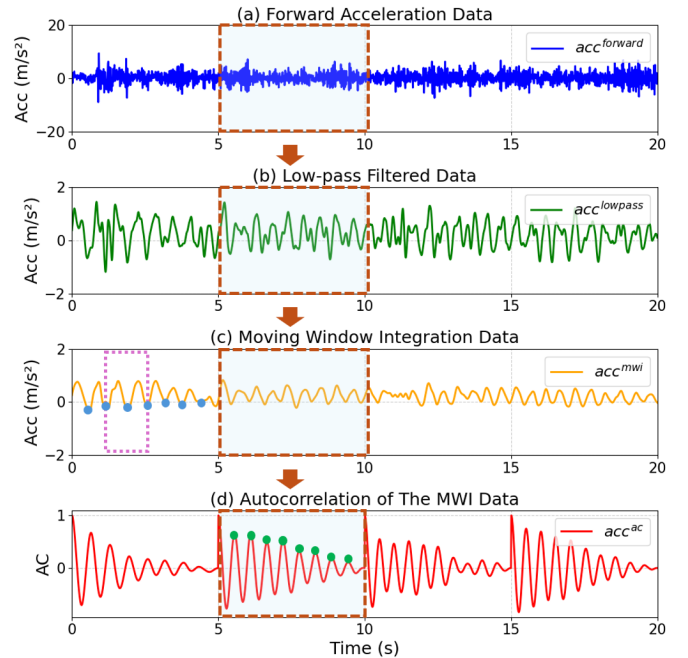 (a) Forward Acceleration Data
Acc (m/s²)
20
0
−20
acc^forward
0 5 10 15 20
(b) Low-pass Filtered Data
Acc (m/s²)
2
0
−2
acc^lowpass
0 5 10 15 20
(c) Moving Window Integration Data
Acc (m/s²)
2
0
−2
acc^mwi
0 5 10 15 20
(d) Autocorrelation of The MWI Data
AC
1
0
acc^ac
0 5 10 15 20
Time (s)